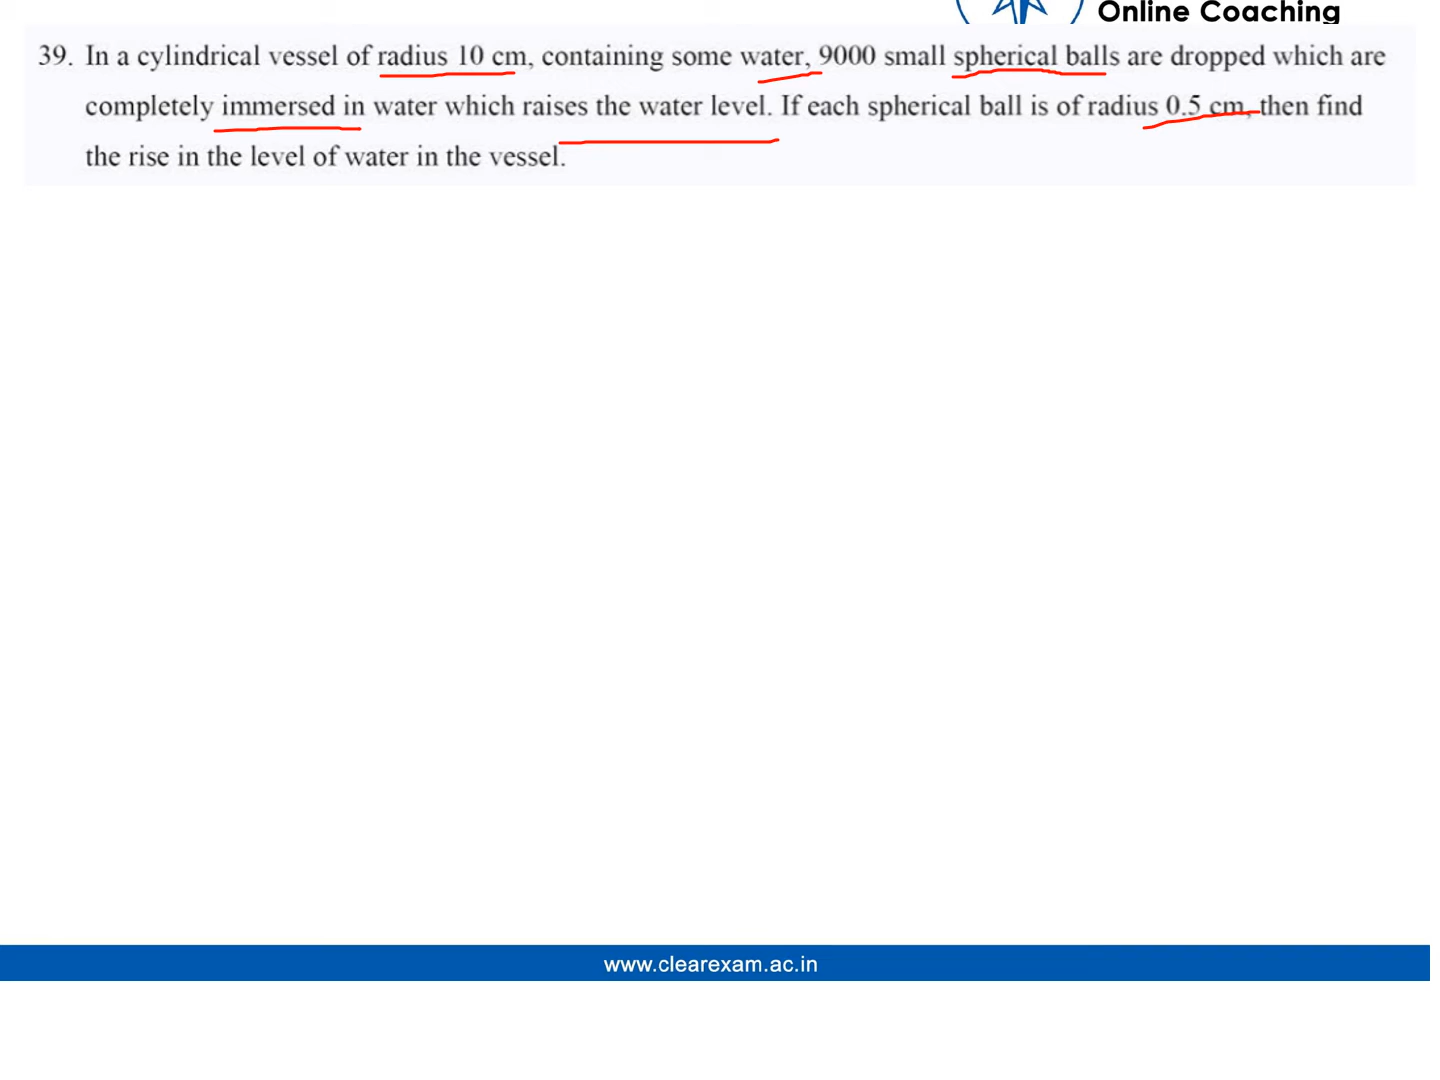 Online Coaching
39. In a cylindrical vessel of radius 10 cm, containing some water, 9000 small spherical balls are dropped which are
completely immersed in water which raises the water level. If each spherical ball is of radius 0.5 cm, then find
the rise in the level of water in the vessel.
www.clearexam.ac.in